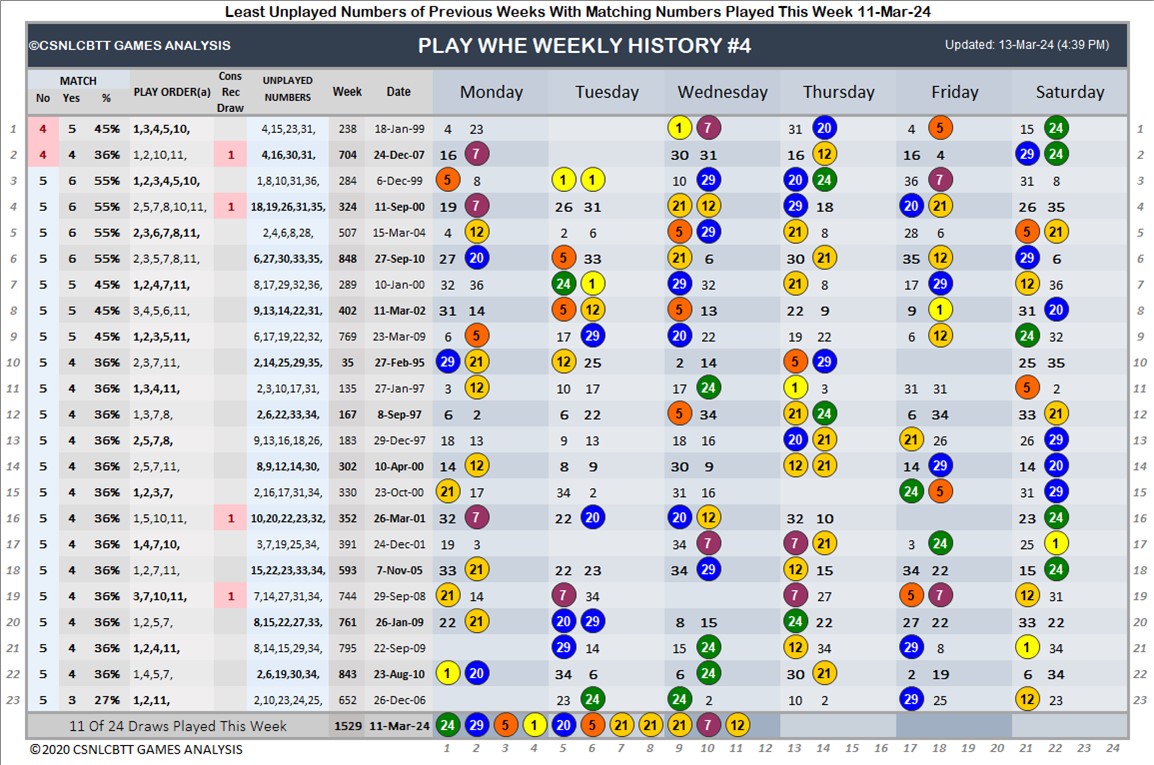 Least Unplayed Numbers of Previous Weeks With Matching Numbers Played This Week 11-Mar-24
©CSNLCBTT GAMES ANALYSIS PLAY WHE WEEKLY HISTORY #4 Updated: 13-Mar-24 (4:39 PM)
MATCH PLAY ORDER(a) Cons Rec Draw UNPLAYED NUMBERS Week Date Monday Tuesday Wednesday Thursday Friday Saturday
No Yes %
1 4 5 45% 1,3,4,5,10, 4,15,23,31, 238 18-Jan-99 4 23 1 7 31 20 4 5 15 24 1
2 4 4 36% 1,2,10,11, 1 4,16,30,31, 704 24-Dec-07 16 7 30 31 16 12 16 4 29 24 2
3 5 6 55% 1,2,3,4,5,10, 1,8,10,31,36, 284 6-Dec-99 5 8 1 1 10 29 20 24 36 7 31 8 3
4 5 6 55% 2,5,7,8,10,11, 1 18,19,26,31,35, 324 11-Sep-00 19 7 26 31 21 12 29 18 20 21 26 35 4
5 5 6 55% 2,3,6,7,8,11, 2,4,6,8,28, 507 15-Mar-04 4 12 2 6 5 29 21 8 28 6 5 21 5
6 5 6 55% 2,3,5,7,8,11, 6,27,30,33,35, 848 27-Sep-10 27 20 5 33 21 6 30 21 35 12 29 6 6
7 5 5 45% 1,2,4,7,11, 8,17,29,32,36, 289 10-Jan-00 32 36 24 1 29 32 21 8 17 29 12 36 7
8 5 5 45% 3,4,5,6,11, 9,13,14,22,31, 402 11-Mar-02 31 14 5 12 5 13 22 9 9 1 31 20 8
9 5 5 45% 1,2,3,5,11, 6,17,19,22,32, 769 23-Mar-09 6 5 17 29 20 22 19 22 6 12 24 32 9
10 5 4 36% 2,3,7,11, 2,14,25,29,35, 35 27-Feb-95 29 21 12 25 2 14 5 29 25 35 10
11 5 4 36% 1,3,4,11, 2,3,10,17,31, 135 27-Jan-97 3 12 10 17 17 24 1 3 31 31 5 2 11
12 5 4 36% 1,3,7,8, 2,6,22,33,34, 167 8-Sep-97 6 2 6 22 5 34 21 24 6 34 33 21 12
13 5 4 36% 2,5,7,8, 9,13,16,18,26, 183 29-Dec-97 18 13 9 13 18 16 20 21 21 26 26 29 13
14 5 4 36% 2,5,7,11, 8,9,12,14,30, 302 10-Apr-00 14 12 8 9 30 9 12 21 14 29 14 20 14
15 5 4 36% 1,2,3,7, 2,16,17,31,34, 330 23-Oct-00 21 17 34 2 31 16 24 5 31 29 15
16 5 4 36% 1,5,10,11, 1 10,20,22,23,32, 352 26-Mar-01 32 7 22 20 20 12 32 10 23 24 16
17 5 4 36% 1,4,7,10, 3,7,19,25,34, 391 24-Dec-01 19 3 34 7 7 21 3 24 25 1 17
18 5 4 36% 1,2,7,11, 15,22,23,33,34, 593 7-Nov-05 33 21 22 23 34 29 12 15 34 22 15 24 18
19 5 4 36% 3,7,10,11, 1 7,14,27,31,34, 744 29-Sep-08 21 14 7 34 7 27 5 7 12 31 19
20 5 4 36% 1,2,5,7, 8,15,22,27,33, 761 26-Jan-09 22 21 20 29 8 15 24 22 27 22 33 22 20
21 5 4 36% 1,2,4,11, 8,14,15,29,34, 795 22-Sep-09 29 14 15 24 12 34 29 8 1 34 21
22 5 4 36% 1,4,5,7, 2,6,19,30,34, 843 23-Aug-10 1 20 34 6 6 24 30 21 2 19 6 34 22
23 5 3 27% 1,2,11, 2,10,23,24,25, 652 26-Dec-06 23 24 24 2 10 2 29 25 12 23 23
11 Of 24 Draws Played This Week 1529 11-Mar-24 24 29 5 1 20 5 21 21 21 7 12
©2020 CSNLCBTT GAMES ANALYSIS 1 2 3 4 5 6 7 8 9 10 11 12 13 14 15 16 17 18 19 20 21 22 23 24